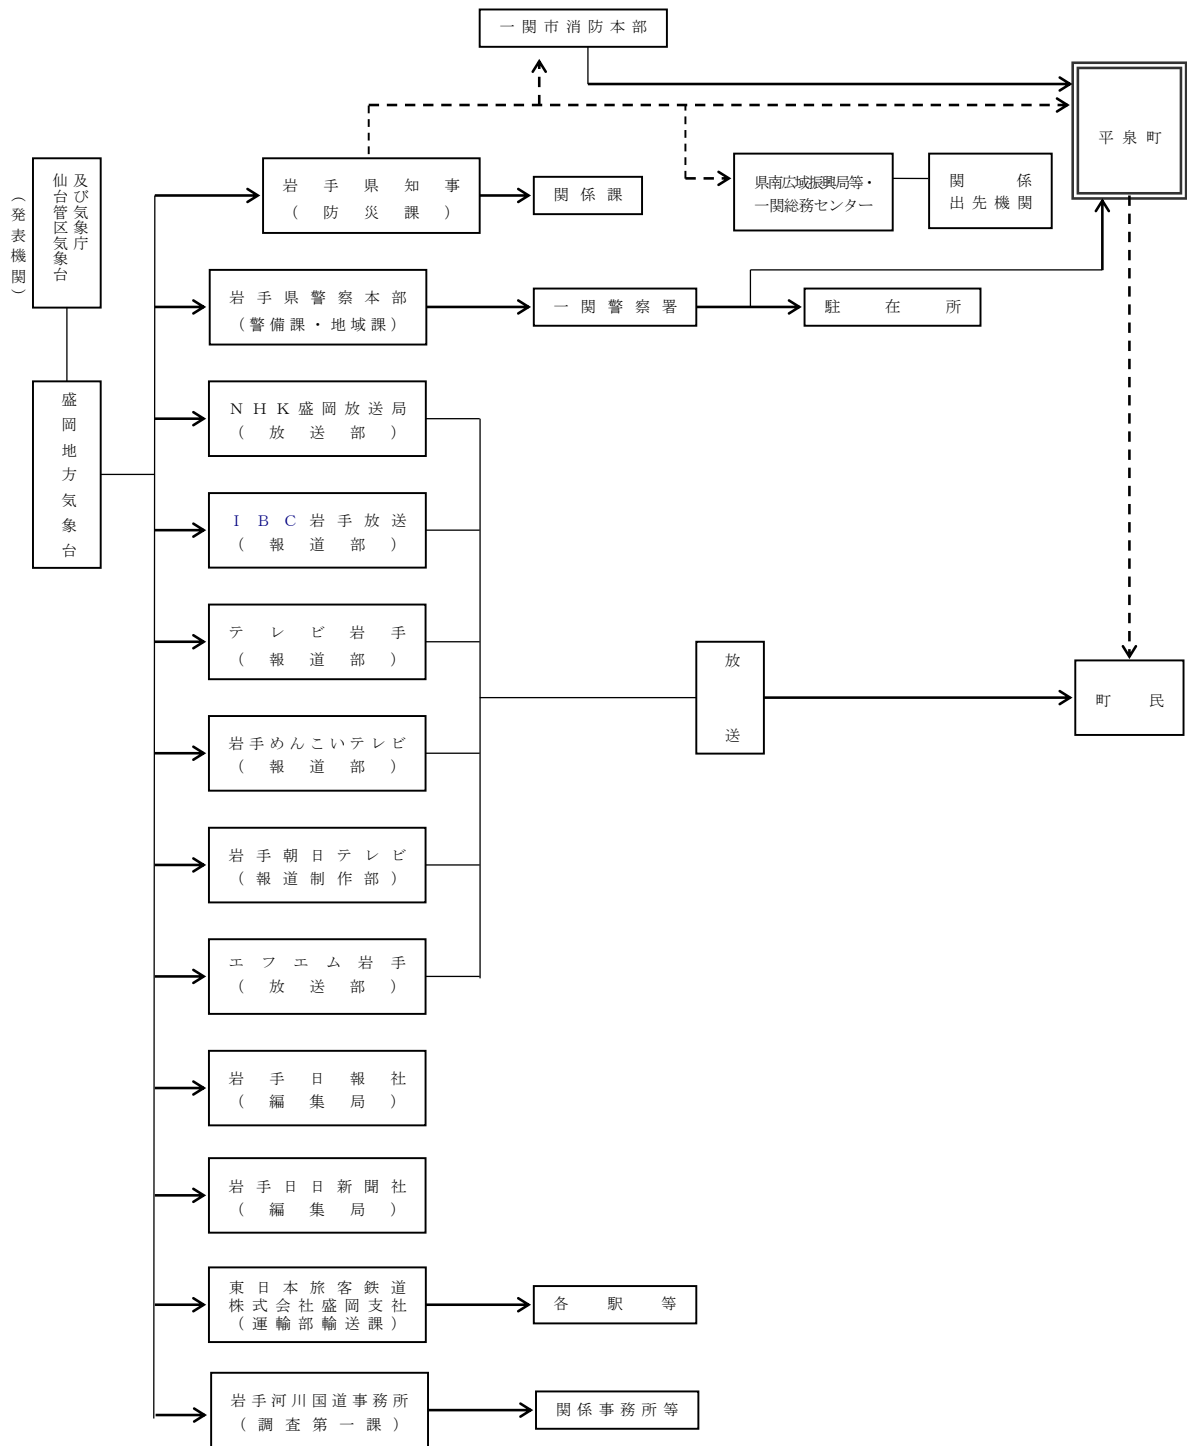 一関市消防本部
平泉町
（発表機関）
及び気象庁
仙台管区気象台
岩手県知事
（防災課）
関係課
県南広域振興局等・
一関総務センター
関係
出先機関
岩手県警察本部
（警備課・地域課）
一関警察署
駐在所
盛岡地方気象台
ＮＨＫ盛岡放送局
（放送部）
ＩＢＣ岩手放送
（報道部）
テレビ岩手
（報道部）
放送
町民
岩手めんこいテレビ
（報道部）
岩手朝日テレビ
（報道制作部）
エフエム岩手
（放送部）
岩手日報社
（編集局）
岩手日日新聞社
（編集局）
東日本旅客鉄道
株式会社盛岡支社
（運輸部輸送課）
各駅等
岩手河川国道事務所
（調査第一課）
関係事務所等